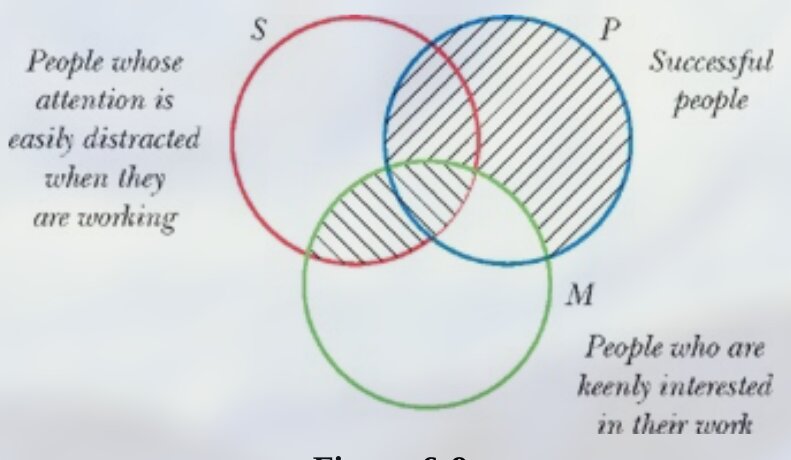 S
P
People whose
attention is
easily distracted
when they
are working
Successful
people
M
People who are
keenly interested
in their work